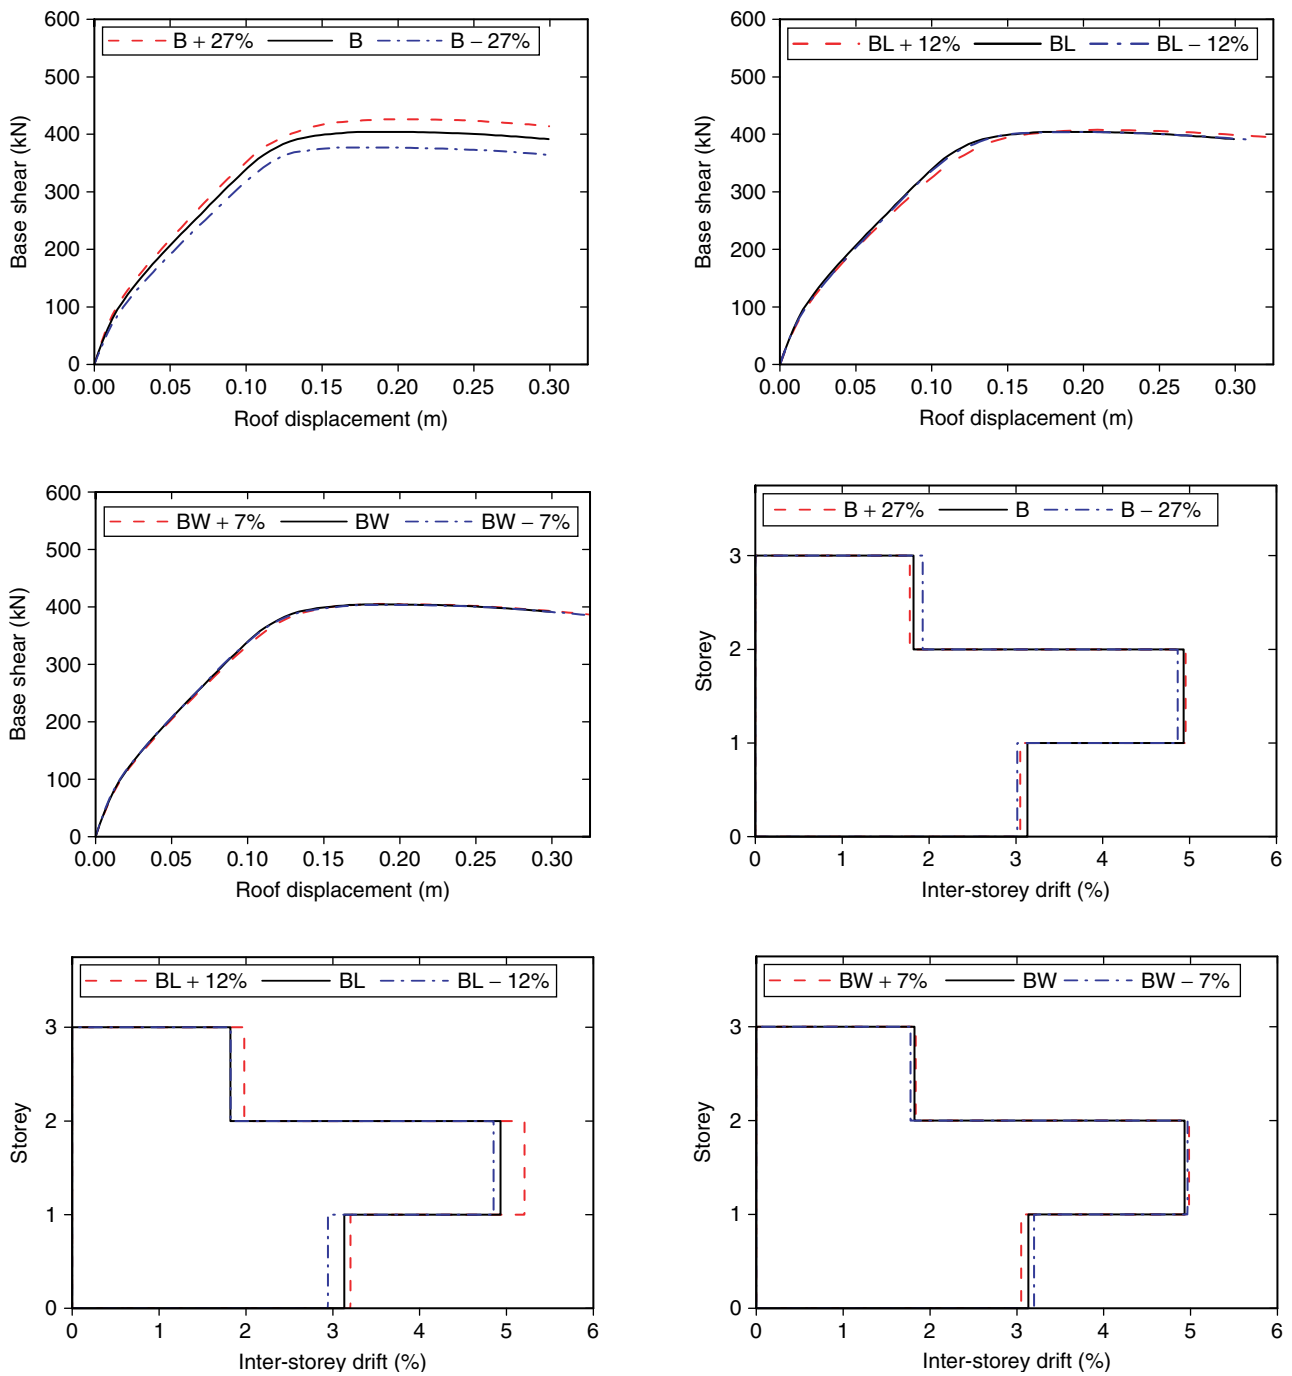 600
500
400
300
200
100
0
Base shear (kN)
B + 27% B B – 27%
0.00 0.05 0.10 0.15 0.20 0.25 0.30
Roof displacement (m)
600
500
400
300
200
100
0
Base shear (kN)
BL + 12% BL BL – 12%
0.00 0.05 0.10 0.15 0.20 0.25 0.30
Roof displacement (m)
600
500
400
300
200
100
0
Base shear (kN)
BW + 7% BW BW – 7%
0.00 0.05 0.10 0.15 0.20 0.25 0.30
Roof displacement (m)
3
2
1
0
Storey
B + 27% B B – 27%
0 1 2 3 4 5 6
Inter-storey drift (%)
3
2
1
0
Storey
BL + 12% BL BL – 12%
0 1 2 3 4 5 6
Inter-storey drift (%)
3
2
1
0
Storey
BW + 7% BW BW – 7%
0 1 2 3 4 5 6
Inter-storey drift (%)